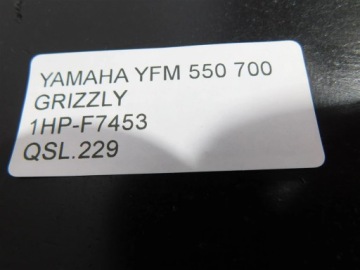 YAMAHA YFM 550 700
GRIZZLY
1HP-F7453
QSL.229